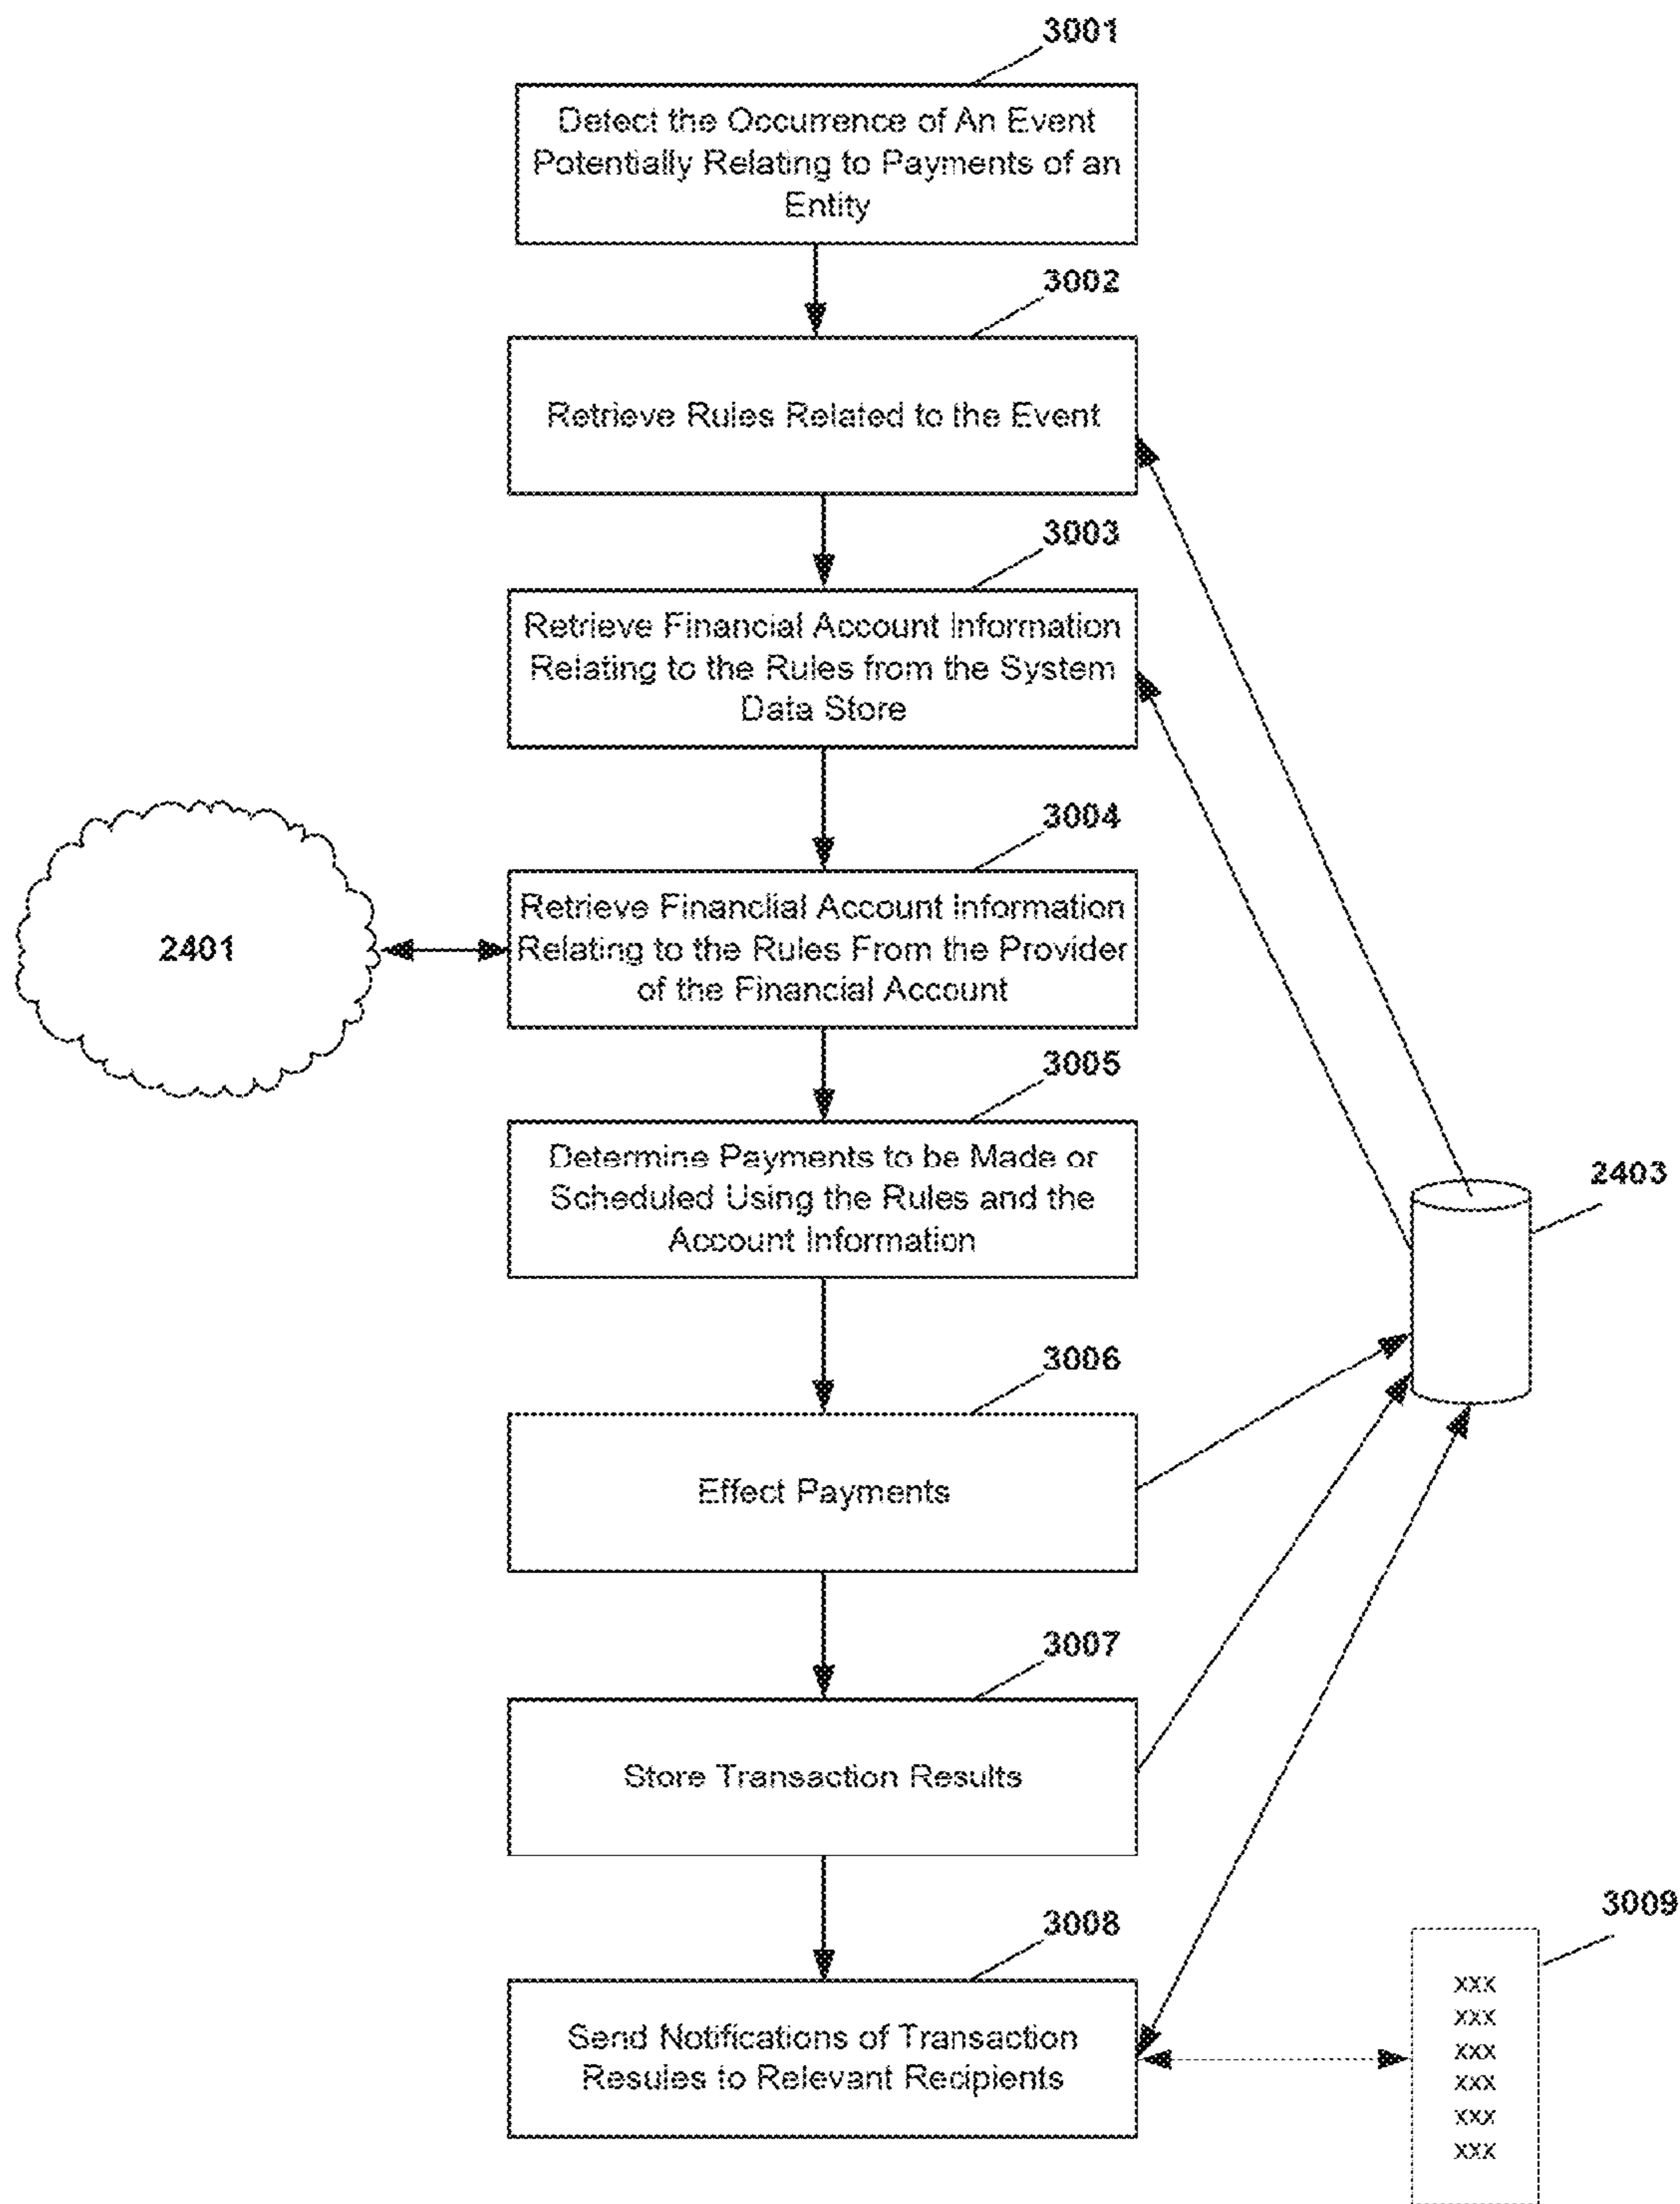 3001
Detect the Occurrence of An Event
Potentially Relating to Payments of an
Entity
3002
Retrieve Rules Related to the Event
3003
Retrieve Financial Account Information
Relating to the Rules from the System
Data Store
3004
Retrieve Financlial Account Information
Relating to the Rules From the Provider
of the Financial Account
2401
3005
Determine Payments to be Made or
Scheduled Using the Rules and the
Account Information
2403
3006
Effect Payments
3007
Store Transaction Results
3008
Send Notifications of Transaction
Resules to Relevant Recipients
3009
XXX
XXX
XXX
XXX
XXX
XXX